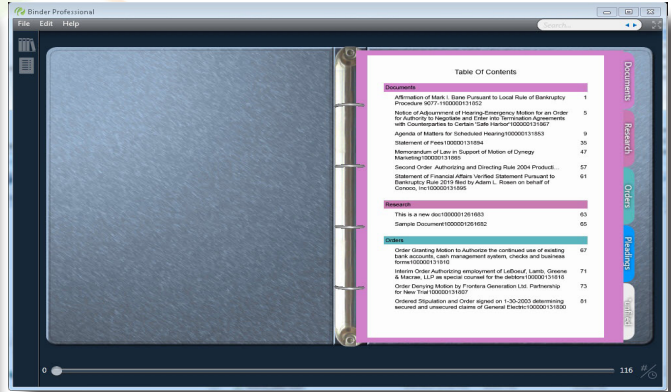 Binder Professional
File Edit Help
Search...
Table Of Contents
Documents
Affirmation of Mark I. Bane Pursuant to Local Rule of Bankruptcy 1
Procedure 9077-1100000131852
Notice of Adjournment of Hearing-Emergency Motion for an Order 5
for Authority to Negotiate and Enter into Termination Agreements
with Counterparties to Certain "Safe Harbor"100000131667
Agenda of Matters for Scheduled Hearing100000131853 9
Statement of Fees100000131894 35
Memorandum of Law in Support of Motion of Dynegy 47
Marketing100000131865
Second Order Authorizing and Directing Rule 2004 Producti... 57
Statement of Financial Affairs Verified Statement Pursuant to 61
Bankruptcy Rule 2019 filed by Adam L. Rosen on behalf of
Conoco, Inc100000131895
Research
This is a new doc1000001261683 63
Sample Document1000001261682 65
Orders
Order Granting Motion to Authorize the continued use of existing 67
bank accounts, cash management system, checks and business
forms100000131810
Interim Order Authorizing employment of LeBoeuf, Lamb, Greene 71
& Macrae, LLP as special counsel for the debtors100000131816
Order Denying Motion by Frontera Generation Ltd. Partnership 73
for New Trial100000131807
Ordered Stipulation and Order signed on 1-30-2003 determining 81
secured and unsecured claims of General Electric100000131800
Documents
Research
Orders
Pleadings
Untitled
0
116